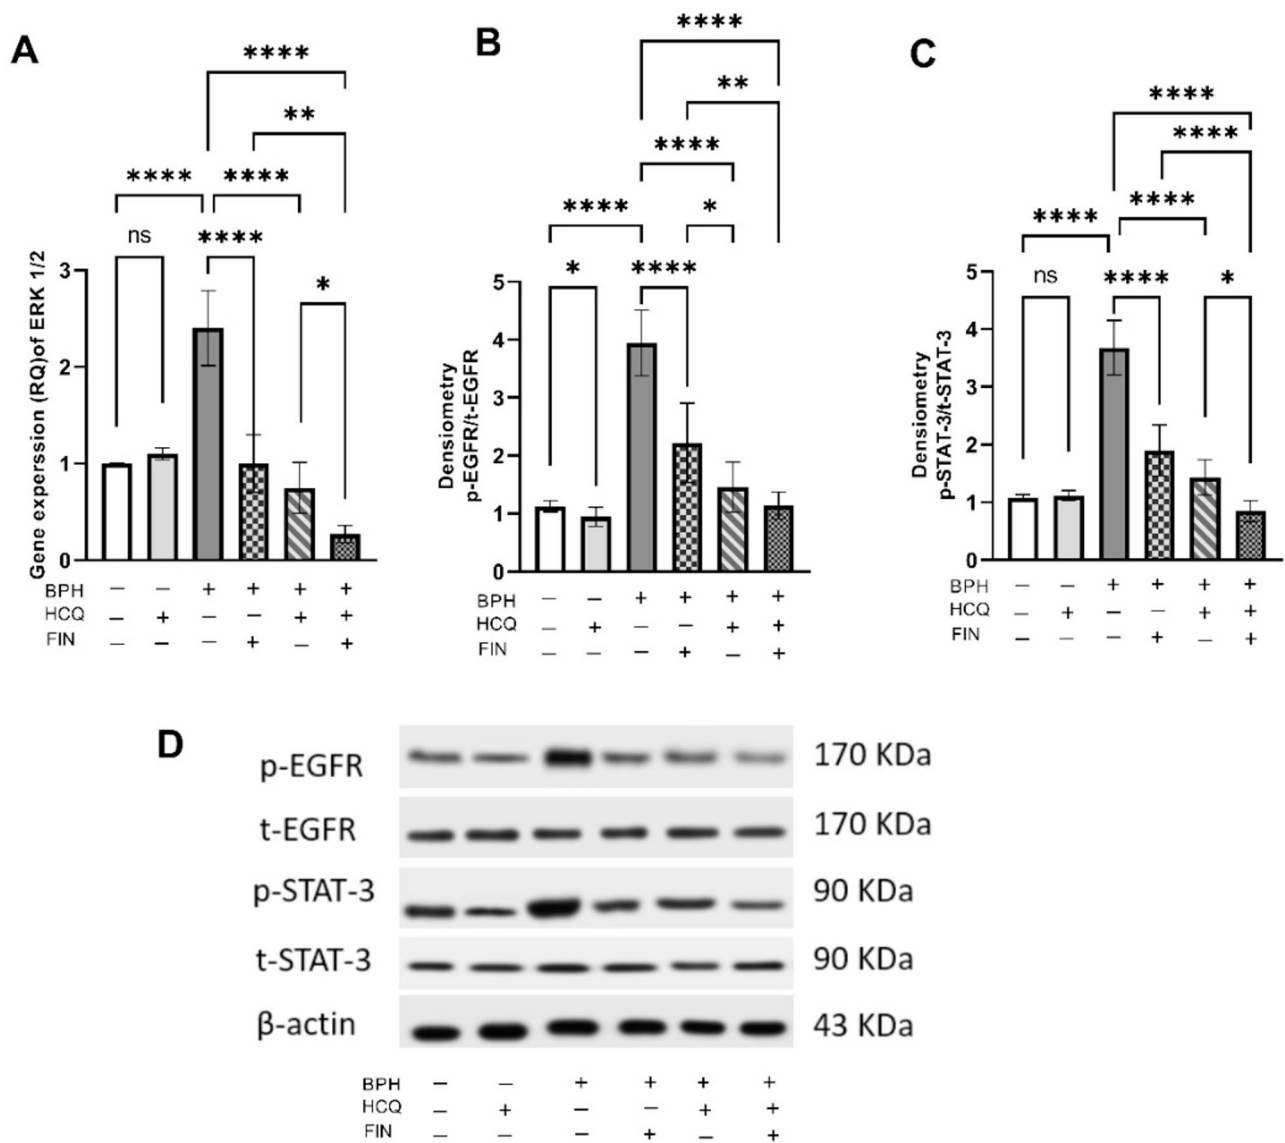 A
****
**
**** ****
ns ****
*
Gene experssion (RQ)of ERK 1/2
3
2
1
0
BPH – – + + + +
HCQ – + – – + +
FIN – – – + – +
B
****
**
****
**** *
* ****
Densiometry
p-EGFR/t-EGFR
5
4
3
2
1
0
BPH – – + + + +
HCQ – + – – + +
FIN – – – + – +
C
****
****
**** ****
ns **** *
Densiometry
p-STAT-3/t-STAT-3
5
4
3
2
1
0
BPH – – + + + +
HCQ – + – – + +
FIN – – – + – +
D
p-EGFR 170 KDa
t-EGFR 170 KDa
p-STAT-3 90 KDa
t-STAT-3 90 KDa
β-actin 43 KDa
BPH – – + + + +
HCQ – + – – + +
FIN – – – + – +